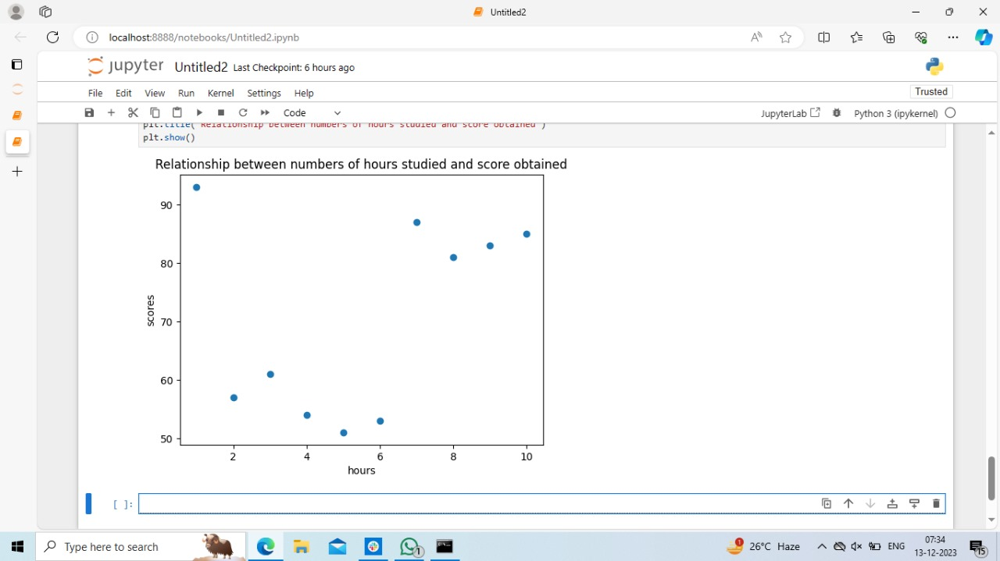 Untitled2
localhost:8888/notebooks/Untitled2.ipynb
jupyter Untitled2 Last Checkpoint: 6 hours ago
File Edit View Run Kernel Settings Help Trusted
Code JupyterLab Python 3 (ipykernel)
plt.title("Relationship between numbers of hours studied and score obtained")
plt.show()
Relationship between numbers of hours studied and score obtained
90
80
70
60
50
scores
2 4 6 8 10
hours
[ ]:
Type here to search 1 1 26°C Haze ENG 07:34
13-12-2023 15